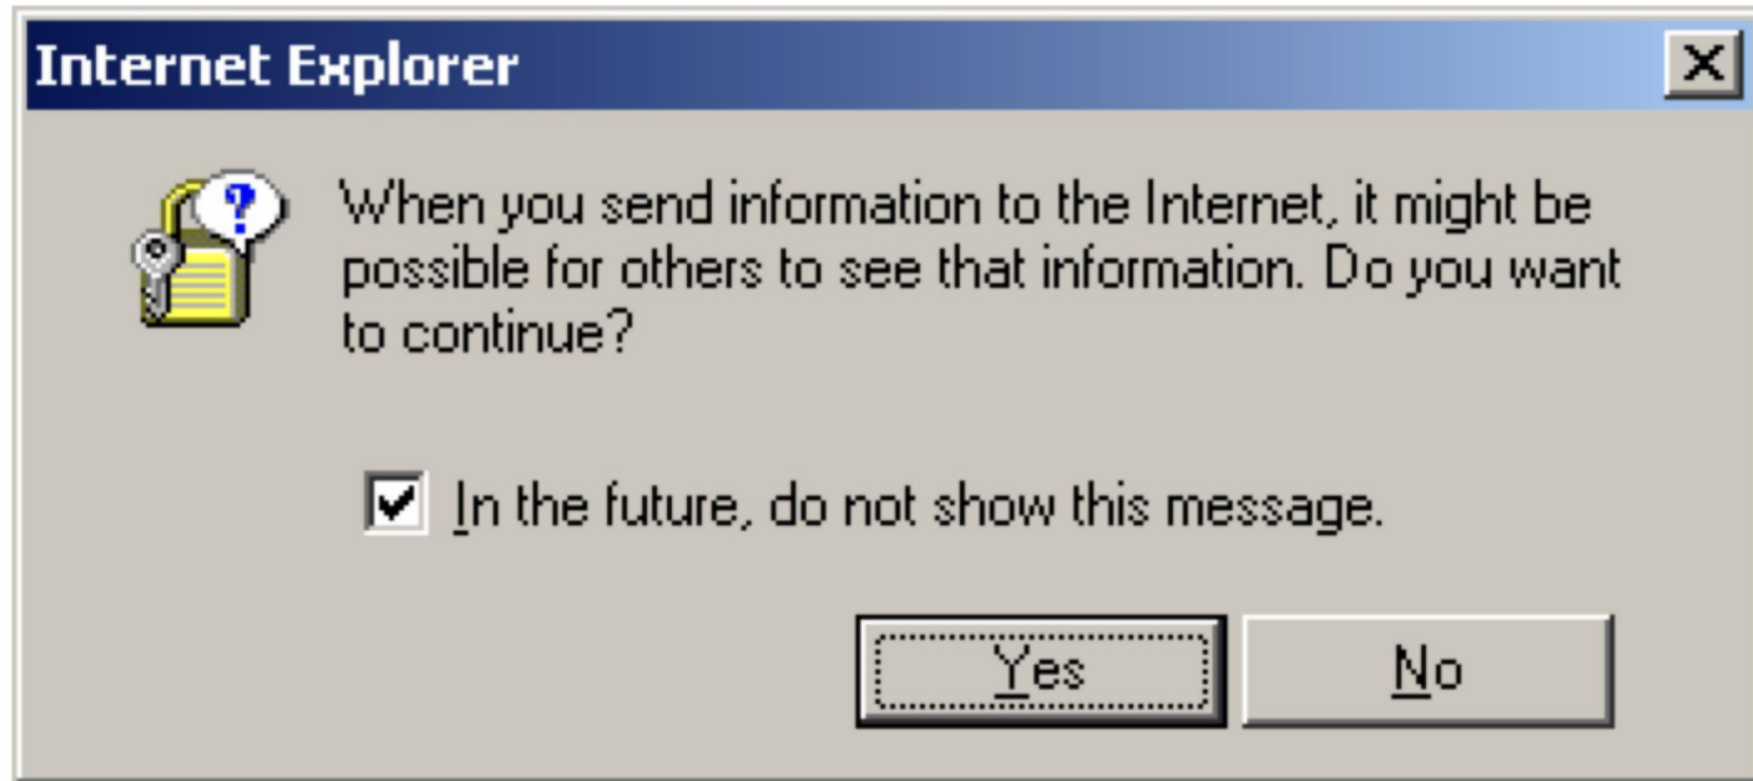 Internet Explorer
When you send information to the Internet, it might be
possible for others to see that information. Do you want
to continue?
In the future, do not show this message.
Yes
No